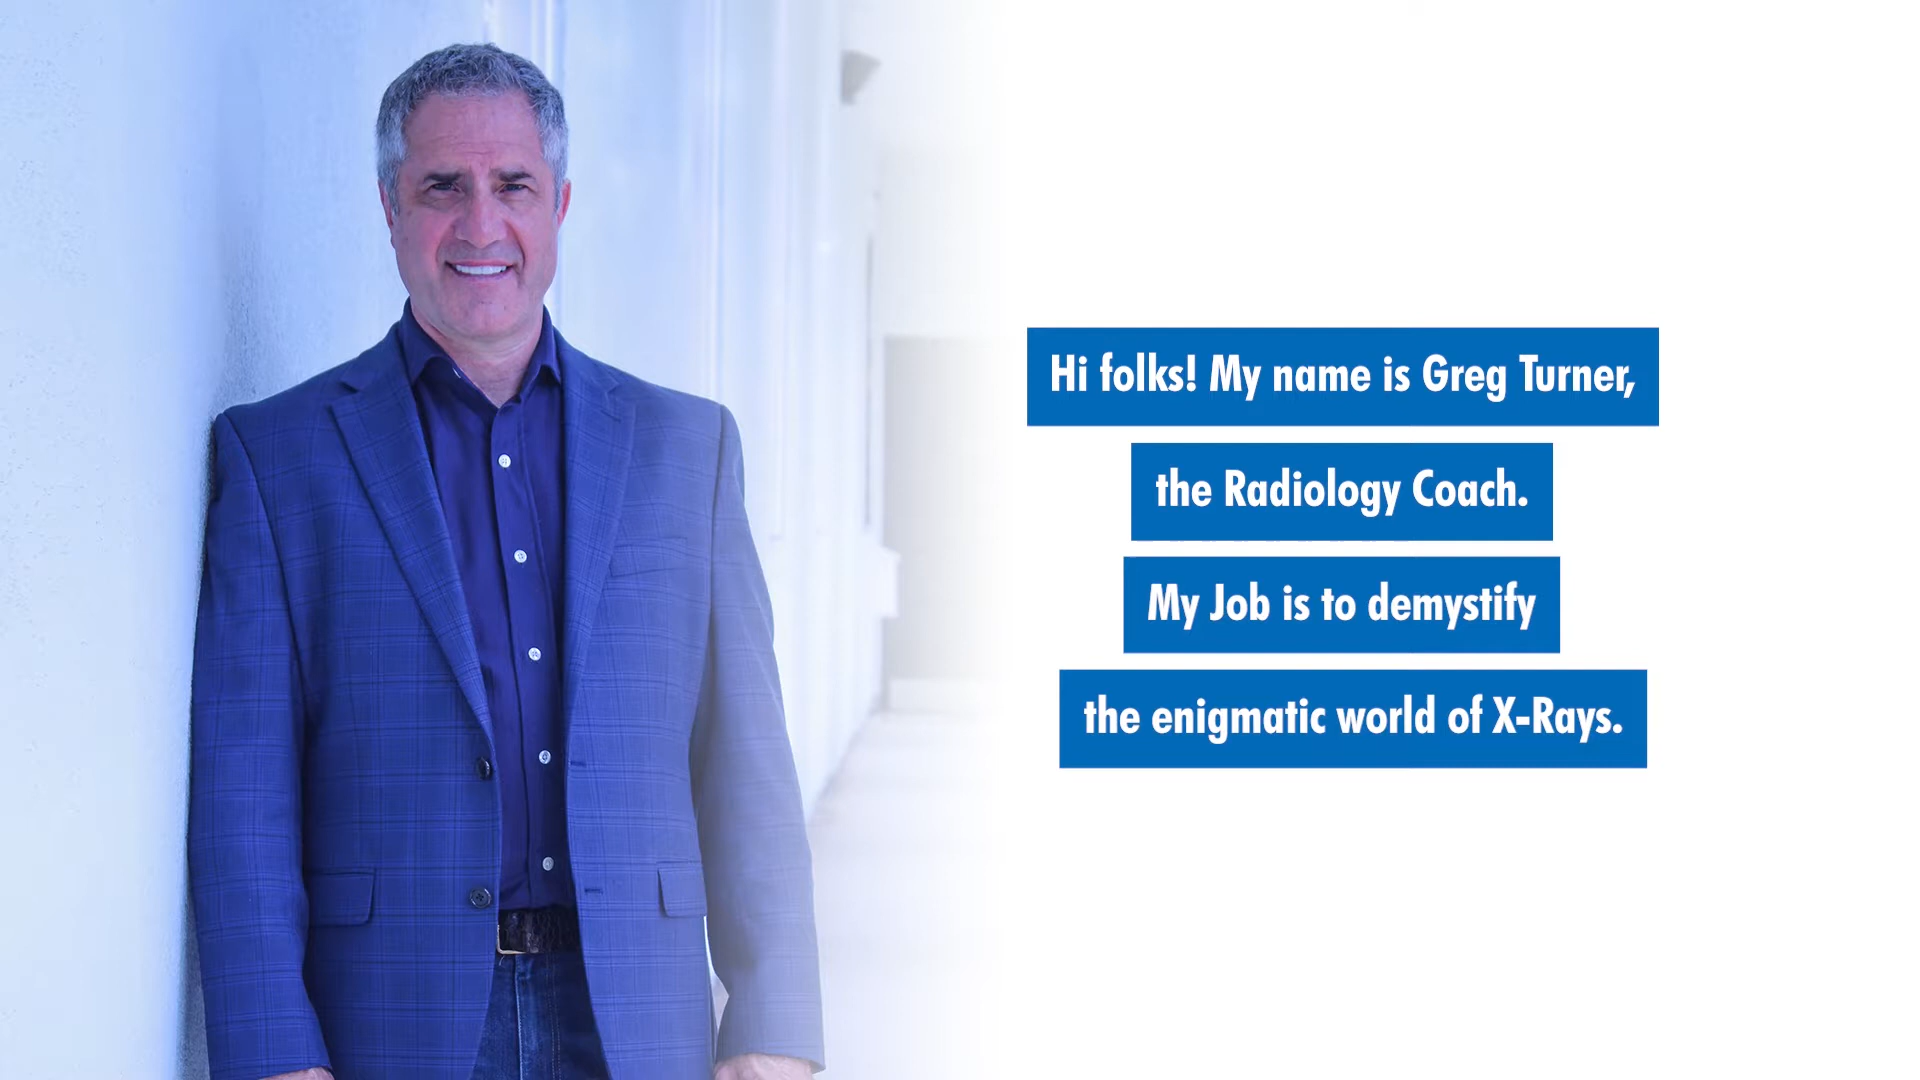 Hi folks! My name is Greg Turner,
the Radiology Coach.
My Job is to demystify
the enigmatic world of X-Rays.